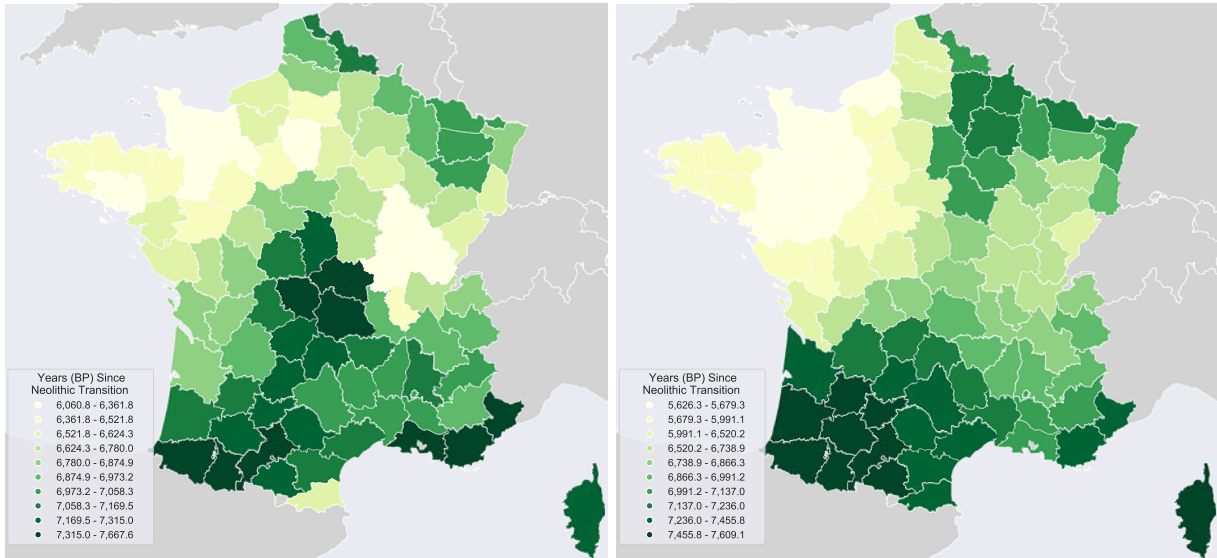 Years (BP) Since
Neolithic Transition
6,060.8 - 6,361.8
6,361.8 - 6,521.8
6,521.8 - 6,624.3
6,624.3 - 6,780.0
6,780.0 - 6,874.9
6,874.9 - 6,973.2
6,973.2 - 7,058.3
7,058.3 - 7,169.5
7,169.5 - 7,315.0
7,315.0 - 7,667.6
Years (BP) Since
Neolithic Transition
5,626.3 - 5,679.3
5,679.3 - 5,991.1
5,991.1 - 6,520.2
6,520.2 - 6,738.9
6,738.9 - 6,866.3
6,866.3 - 6,991.2
6,991.2 - 7,137.0
7,137.0 - 7,236.0
7,236.0 - 7,455.8
7,455.8 - 7,609.1